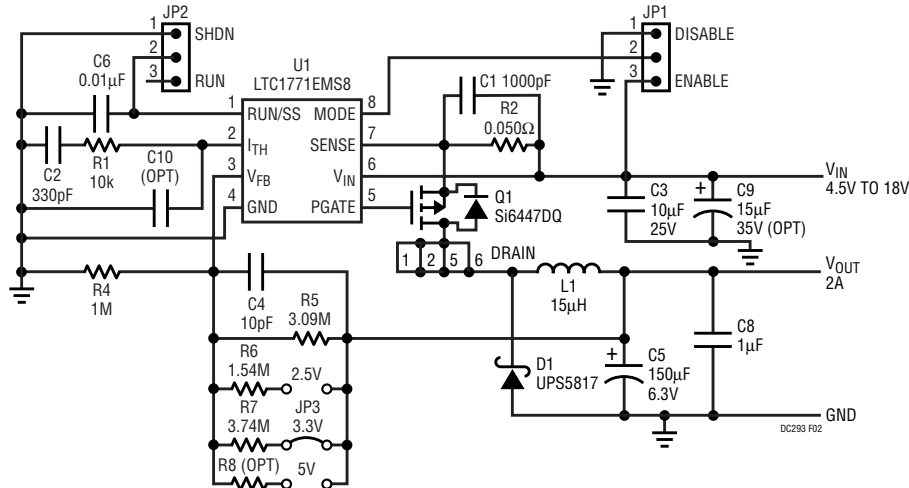 JP2
1
SHDN
2
3
RUN
C6
0.01µF
U1
LTC1771EMS8
1
RUN/SS
MODE
8
2
ITH
SENSE
7
3
VFB
VIN
6
4
GND
PGATE
5
C2
330pF
R1
10k
C10
(OPT)
C1 1000pF
R2
0.050Ω
JP1
1
DISABLE
2
3
ENABLE
Q1
Si6447DQ
C3
10µF
25V
+
C9
15µF
35V (OPT)
VIN
4.5V TO 18V
1 2 5 6
DRAIN
R4
1M
C4
10pF
R5
3.09M
L1
15µH
VOUT
2A
R6
1.54M
2.5V
R7
3.74M
JP3
3.3V
R8 (OPT)
5V
D1
UPS5817
+
C5
150µF
6.3V
C8
1µF
GND
DC293 F02